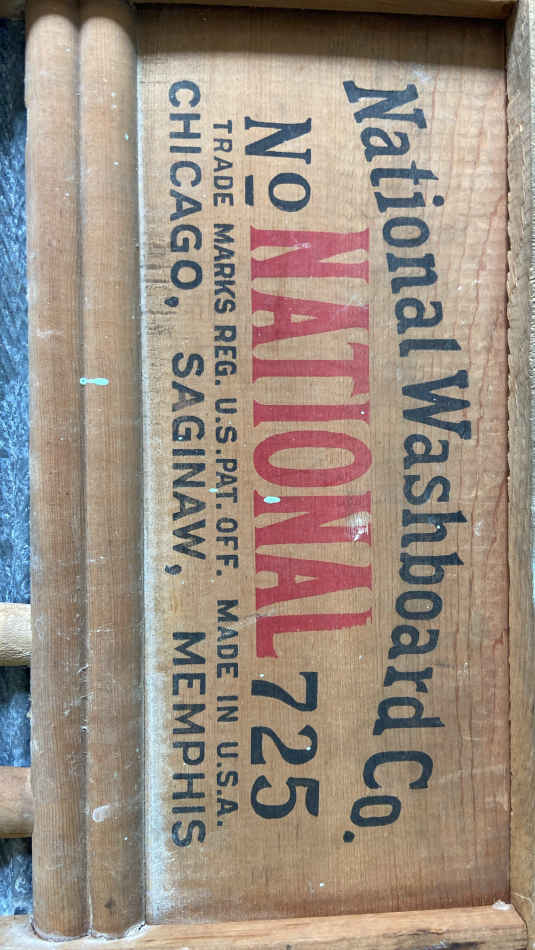 National Washboard Co.
No NATIONAL 725
TRADE MARKS REG. U.S. PAT. OFF. MADE IN U.S.A.
CHICAGO, SAGINAW, MEMPHIS